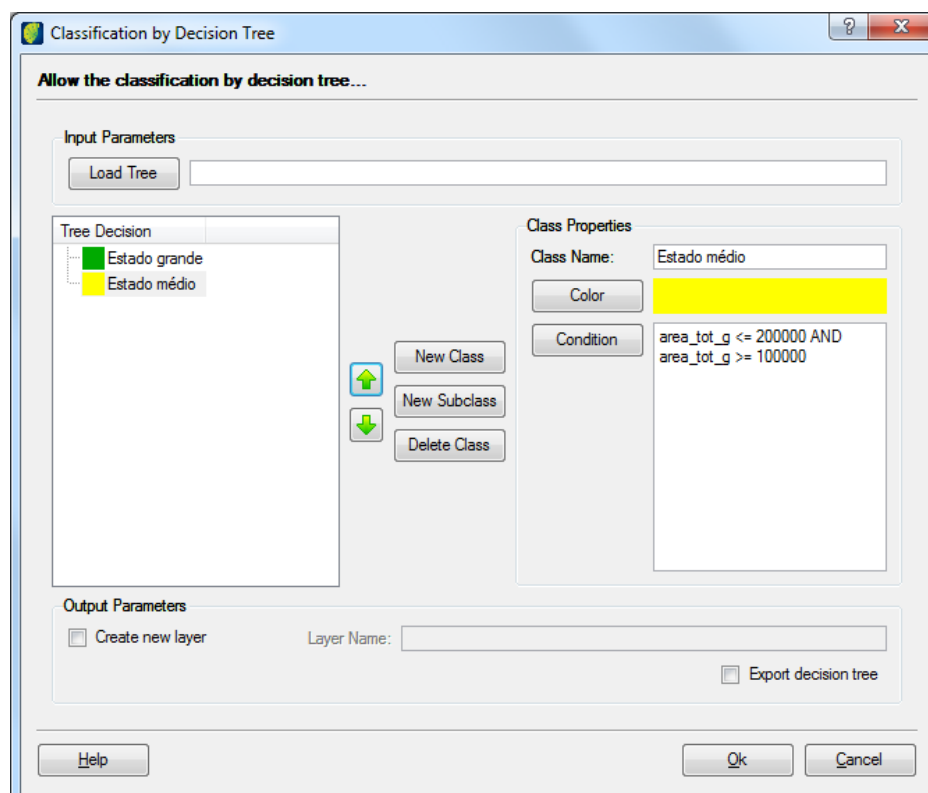 Classification by Decision Tree
Allow the classification by decision tree...
Input Parameters
Load Tree
Tree Decision
Estado grande
Estado médio
New Class
New Subclass
Delete Class
Class Properties
Class Name: Estado médio
Color
Condition
area_tot_g <= 200000 AND
area_tot_g >= 100000
Output Parameters
Create new layer Layer Name:
Export decision tree
Help Ok Cancel